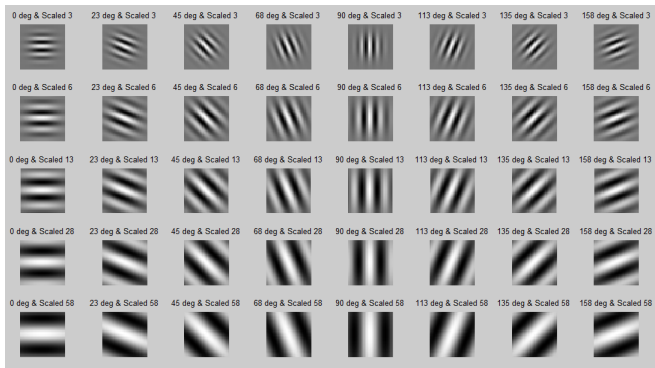 0 deg & Scaled 3 23 deg & Scaled 3 45 deg & Scaled 3 68 deg & Scaled 3 90 deg & Scaled 3 113 deg & Scaled 3 135 deg & Scaled 3 158 deg & Scaled 3
0 deg & Scaled 6 23 deg & Scaled 6 45 deg & Scaled 6 68 deg & Scaled 6 90 deg & Scaled 6 113 deg & Scaled 6 135 deg & Scaled 6 158 deg & Scaled 6
0 deg & Scaled 13 23 deg & Scaled 13 45 deg & Scaled 13 68 deg & Scaled 13 90 deg & Scaled 13 113 deg & Scaled 13 135 deg & Scaled 13 158 deg & Scaled 13
0 deg & Scaled 28 23 deg & Scaled 28 45 deg & Scaled 28 68 deg & Scaled 28 90 deg & Scaled 28 113 deg & Scaled 28 135 deg & Scaled 28 158 deg & Scaled 28
0 deg & Scaled 58 23 deg & Scaled 58 45 deg & Scaled 58 68 deg & Scaled 58 90 deg & Scaled 58 113 deg & Scaled 58 135 deg & Scaled 58 158 deg & Scaled 58